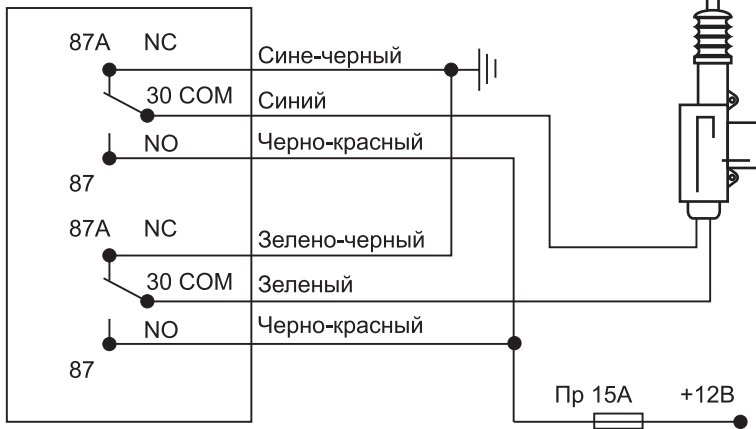 87A NC
Сине-черный
30 COM
Синий
NO
Черно-красный
87
87A NC
Зелено-черный
30 COM
Зеленый
NO
Черно-красный
87
Пр 15А +12В